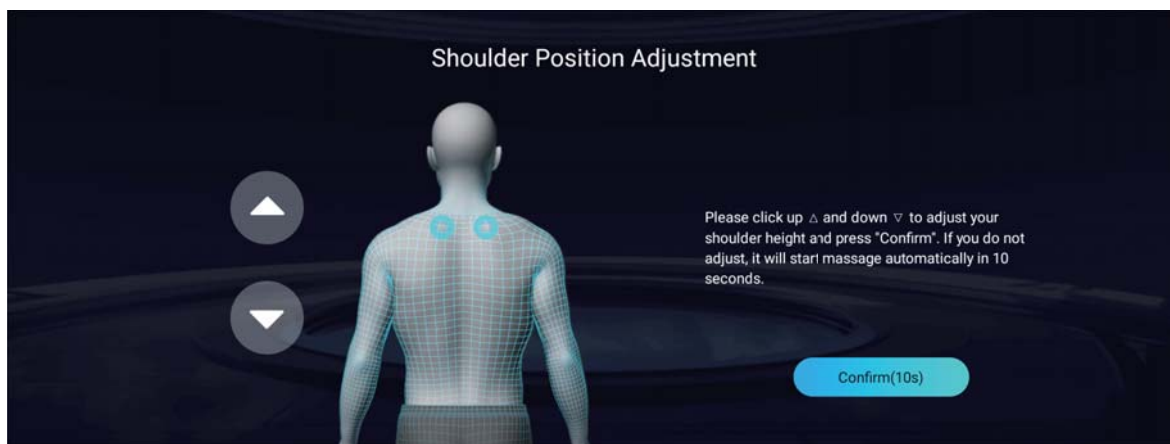 Shoulder Position Adjustment
Please click up △ and down ▽ to adjust your
shoulder height and press "Confirm". If you do not
adjust, it will start massage automatically in 10
seconds.
Confirm(10s)